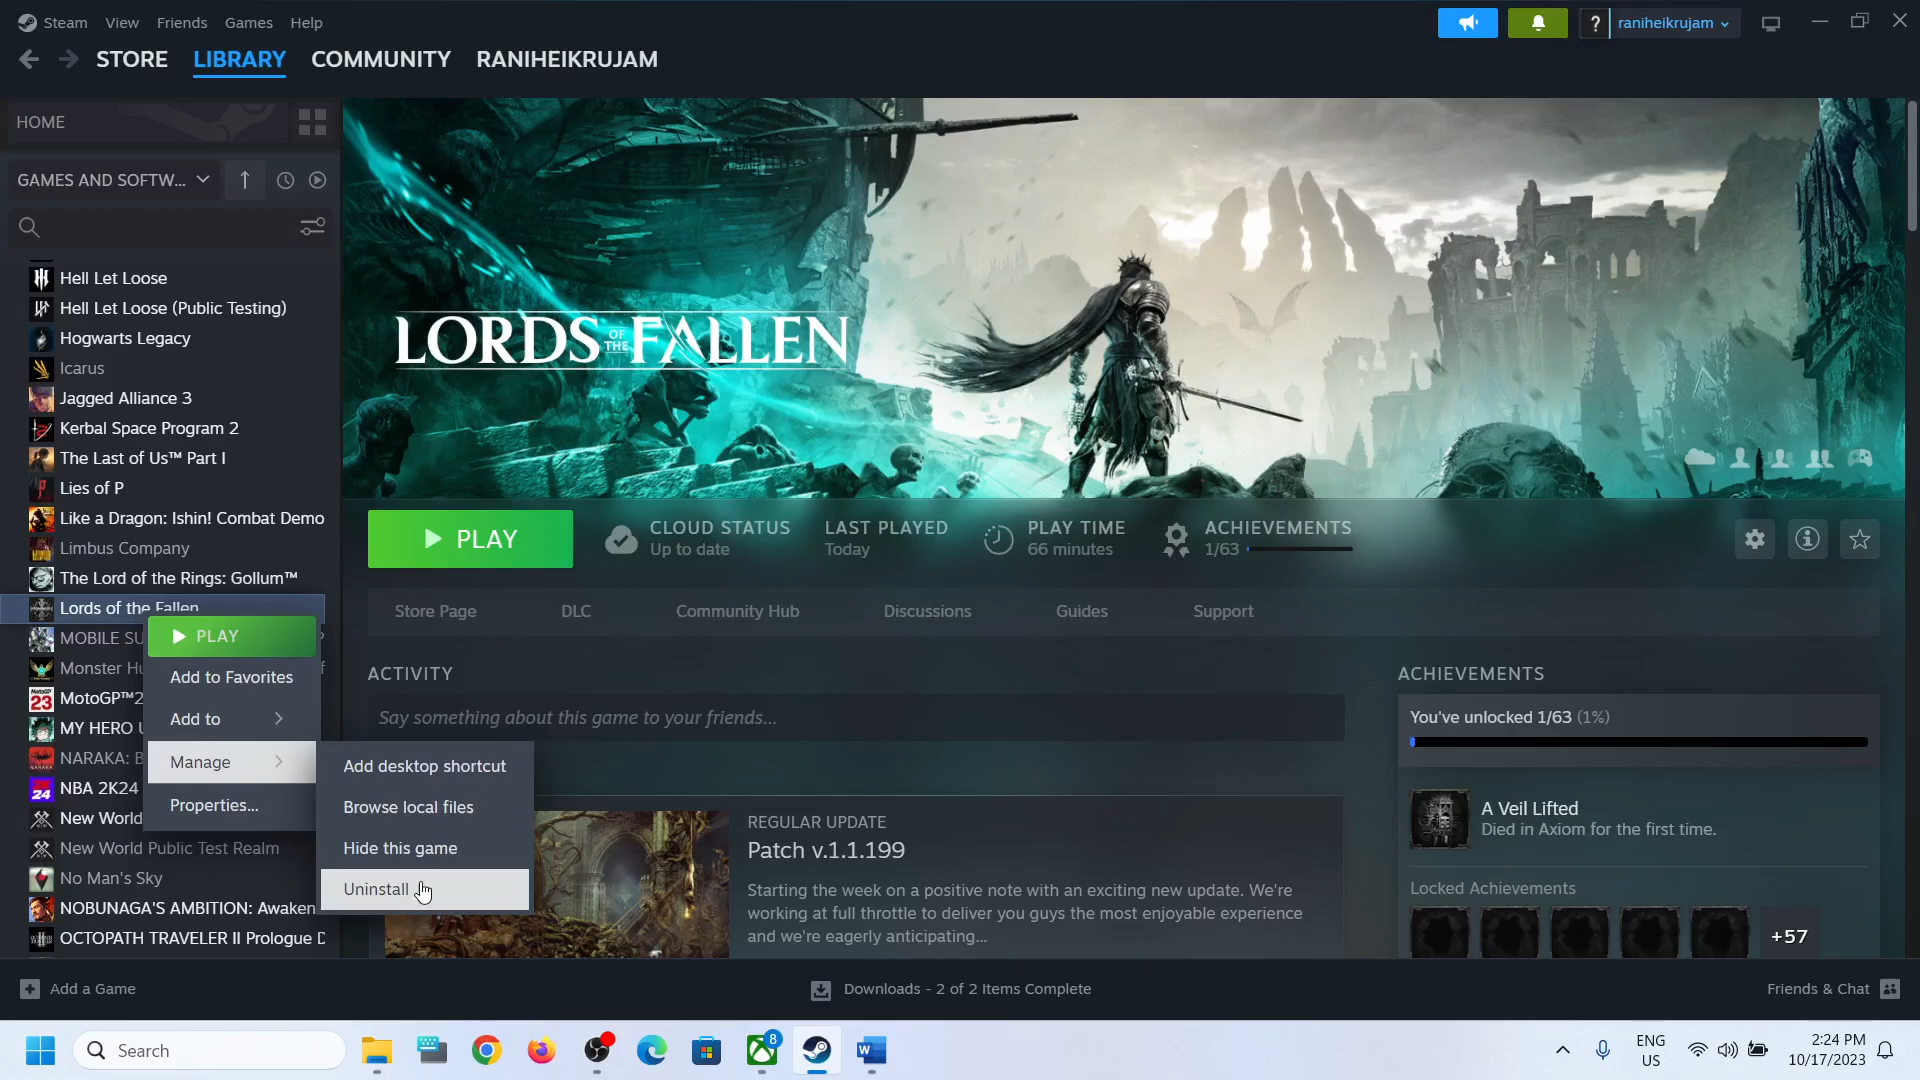 Steam View Friends Games Help
raniheikrujam
STORE LIBRARY COMMUNITY RANIHEIKRUJAM
HOME
GAMES AND SOFTW...
Hell Let Loose
Hell Let Loose (Public Testing)
Hogwarts Legacy
Icarus
Jagged Alliance 3
Kerbal Space Program 2
The Last of Us™ Part I
Lies of P
Like a Dragon: Ishin! Combat Demo
Limbus Company
The Lord of the Rings: Gollum™
Lords of the Fallen
MOBILE SU
Monster Hu
MotoGP™2
MY HERO U
NARAKA: B
NBA 2K24
New World
New World Public Test Realm
No Man's Sky
NOBUNAGA'S AMBITION: Awaken
OCTOPATH TRAVELER II Prologue D
PLAY
Add to Favorites
Add to
Manage
Properties...
Add desktop shortcut
Browse local files
Hide this game
Uninstall
LORDS OF THE FALLEN
PLAY
CLOUD STATUS
Up to date
LAST PLAYED
Today
PLAY TIME
66 minutes
ACHIEVEMENTS
1/63
Store Page DLC Community Hub Discussions Guides Support
ACTIVITY
Say something about this game to your friends...
REGULAR UPDATE
Patch v.1.1.199
Starting the week on a positive note with an exciting new update. We're
working at full throttle to deliver you guys the most enjoyable experience
and we're eagerly anticipating...
ACHIEVEMENTS
You've unlocked 1/63 (1%)
A Veil Lifted
Died in Axiom for the first time.
Locked Achievements
+57
Add a Game
Downloads - 2 of 2 Items Complete
Friends & Chat
Search
8
ENG
US
2:24 PM
10/17/2023